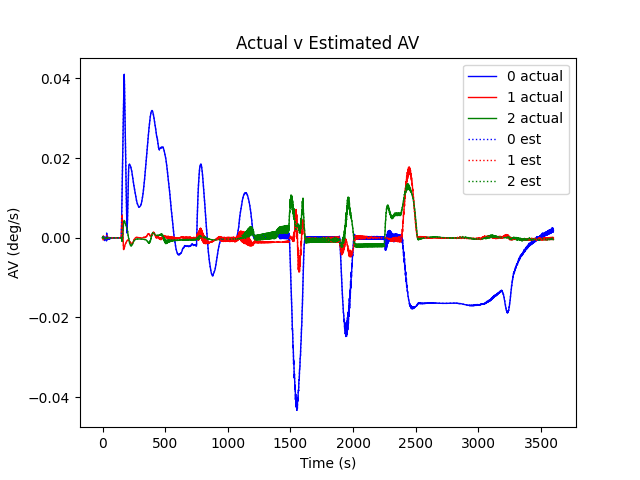 Actual v Estimated AV
0 actual
1 actual
2 actual
0 est
1 est
2 est
AV (deg/s)
0.04
0.02
0.00
−0.02
−0.04
0 500 1000 1500 2000 2500 3000 3500
Time (s)